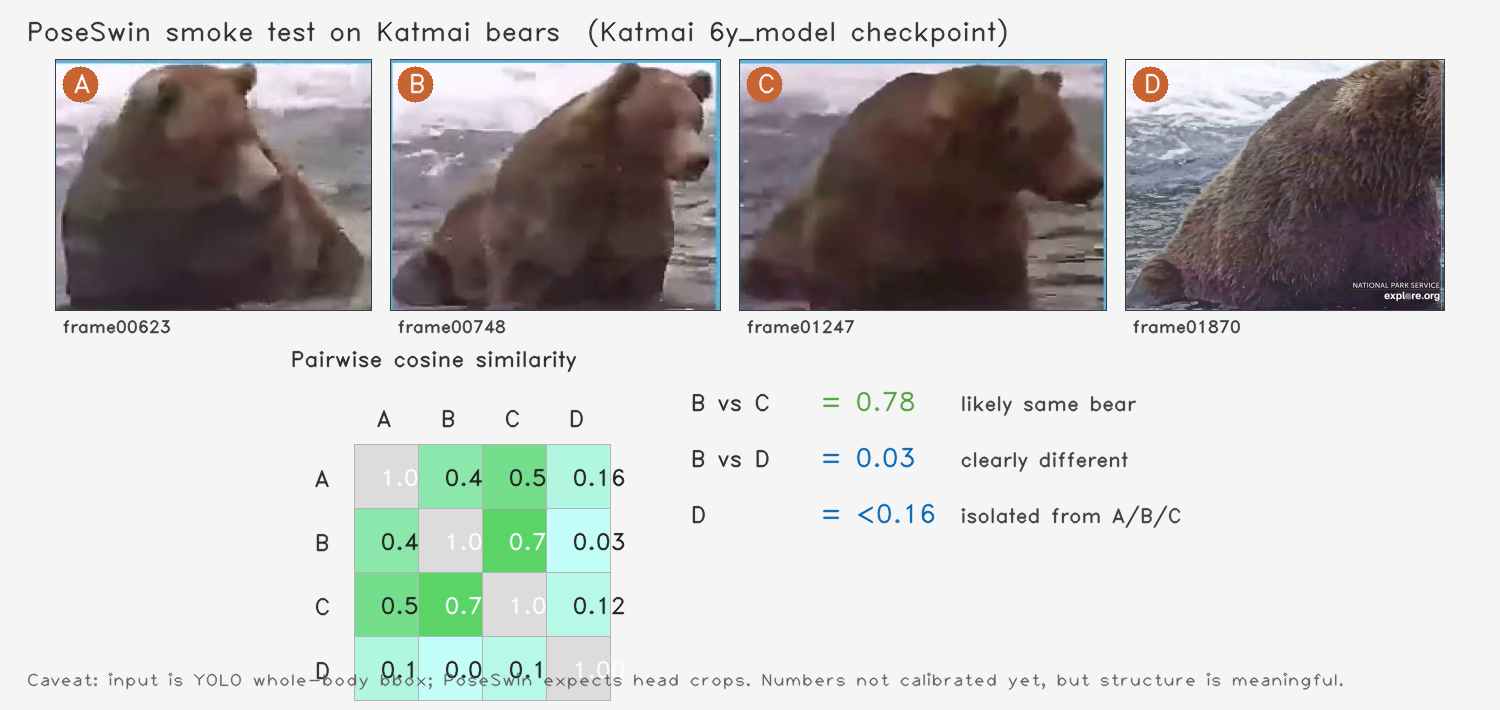 PoseSwin smoke test on Katmai bears (Katmai 6y_model checkpoint)
A
B
C
D
NATIONAL PARK SERVICE
explore.org
frame00623
frame00748
frame01247
frame01870
Pairwise cosine similarity
A B C D
A 1.0 0.4 0.5 0.16
B 0.4 1.0 0.7 0.03
C 0.5 0.7 1.0 0.12
D 0.1 0.0 0.1 1.00
B vs C = 0.78 likely same bear
B vs D = 0.03 clearly different
D = <0.16 isolated from A/B/C
Caveat: input is YOLO whole-body bbox; PoseSwin expects head crops. Numbers not calibrated yet, but structure is meaningful.